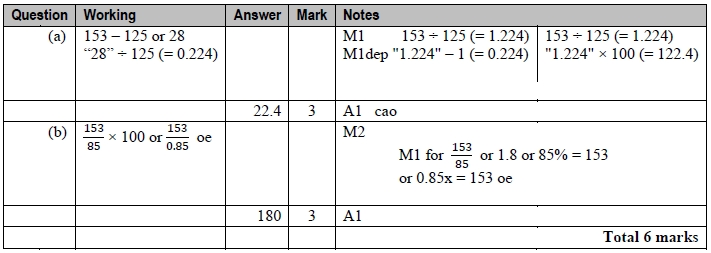 Question Working Answer Mark Notes
(a) 153 – 125 or 28 M1 153 ÷ 125 (= 1.224) 153 ÷ 125 (= 1.224)
“28” ÷ 125 (= 0.224) M1dep "1.224" – 1 (= 0.224) "1.224" × 100 (= 122.4)
22.4 3 A1 cao
(b) 153/85 × 100 or 153/0.85 oe M2
M1 for 153/85 or 1.8 or 85% = 153
or 0.85x = 153 oe
180 3 A1
Total 6 marks